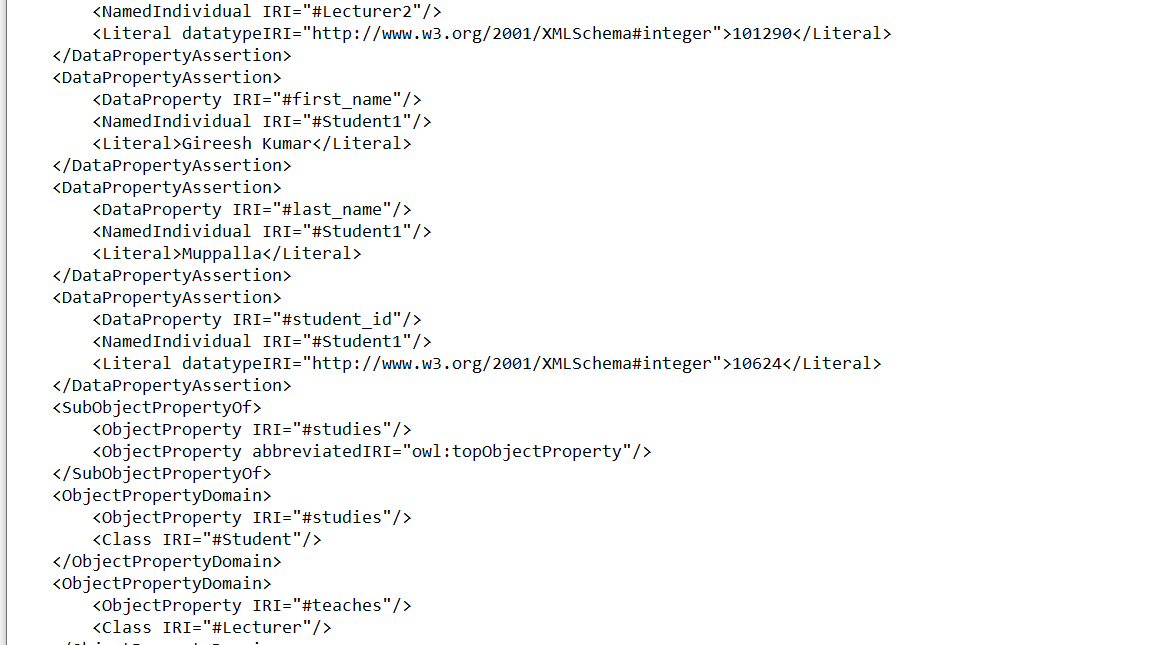 <NamedIndividual IRI="#Lecturer2"/>
<Literal datatypeIRI="http://www.w3.org/2001/XMLSchema#integer">101290</Literal>
</DataPropertyAssertion>
<DataPropertyAssertion>
<DataProperty IRI="#first_name"/>
<NamedIndividual IRI="#Student1"/>
<Literal>Gireesh Kumar</Literal>
</DataPropertyAssertion>
<DataPropertyAssertion>
<DataProperty IRI="#last_name"/>
<NamedIndividual IRI="#Student1"/>
<Literal>Muppalla</Literal>
</DataPropertyAssertion>
<DataPropertyAssertion>
<DataProperty IRI="#student_id"/>
<NamedIndividual IRI="#Student1"/>
<Literal datatypeIRI="http://www.w3.org/2001/XMLSchema#integer">10624</Literal>
</DataPropertyAssertion>
<SubObjectPropertyOf>
<ObjectProperty IRI="#studies"/>
<ObjectProperty abbreviatedIRI="owl:topObjectProperty"/>
</SubObjectPropertyOf>
<ObjectPropertyDomain>
<ObjectProperty IRI="#studies"/>
<Class IRI="#Student"/>
</ObjectPropertyDomain>
<ObjectPropertyDomain>
<ObjectProperty IRI="#teaches"/>
<Class IRI="#Lecturer"/>